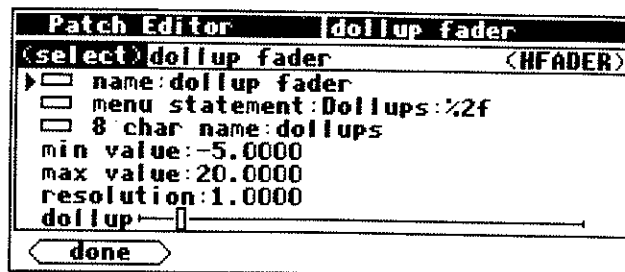 Patch Editor dollup fader
<select> dollup fader <HFADER>
name:dollup fader
menu statement:Dollups:%2f
8 char name:dollups
min value:-5.0000
max value:20.0000
resolution:1.0000
dollup
done